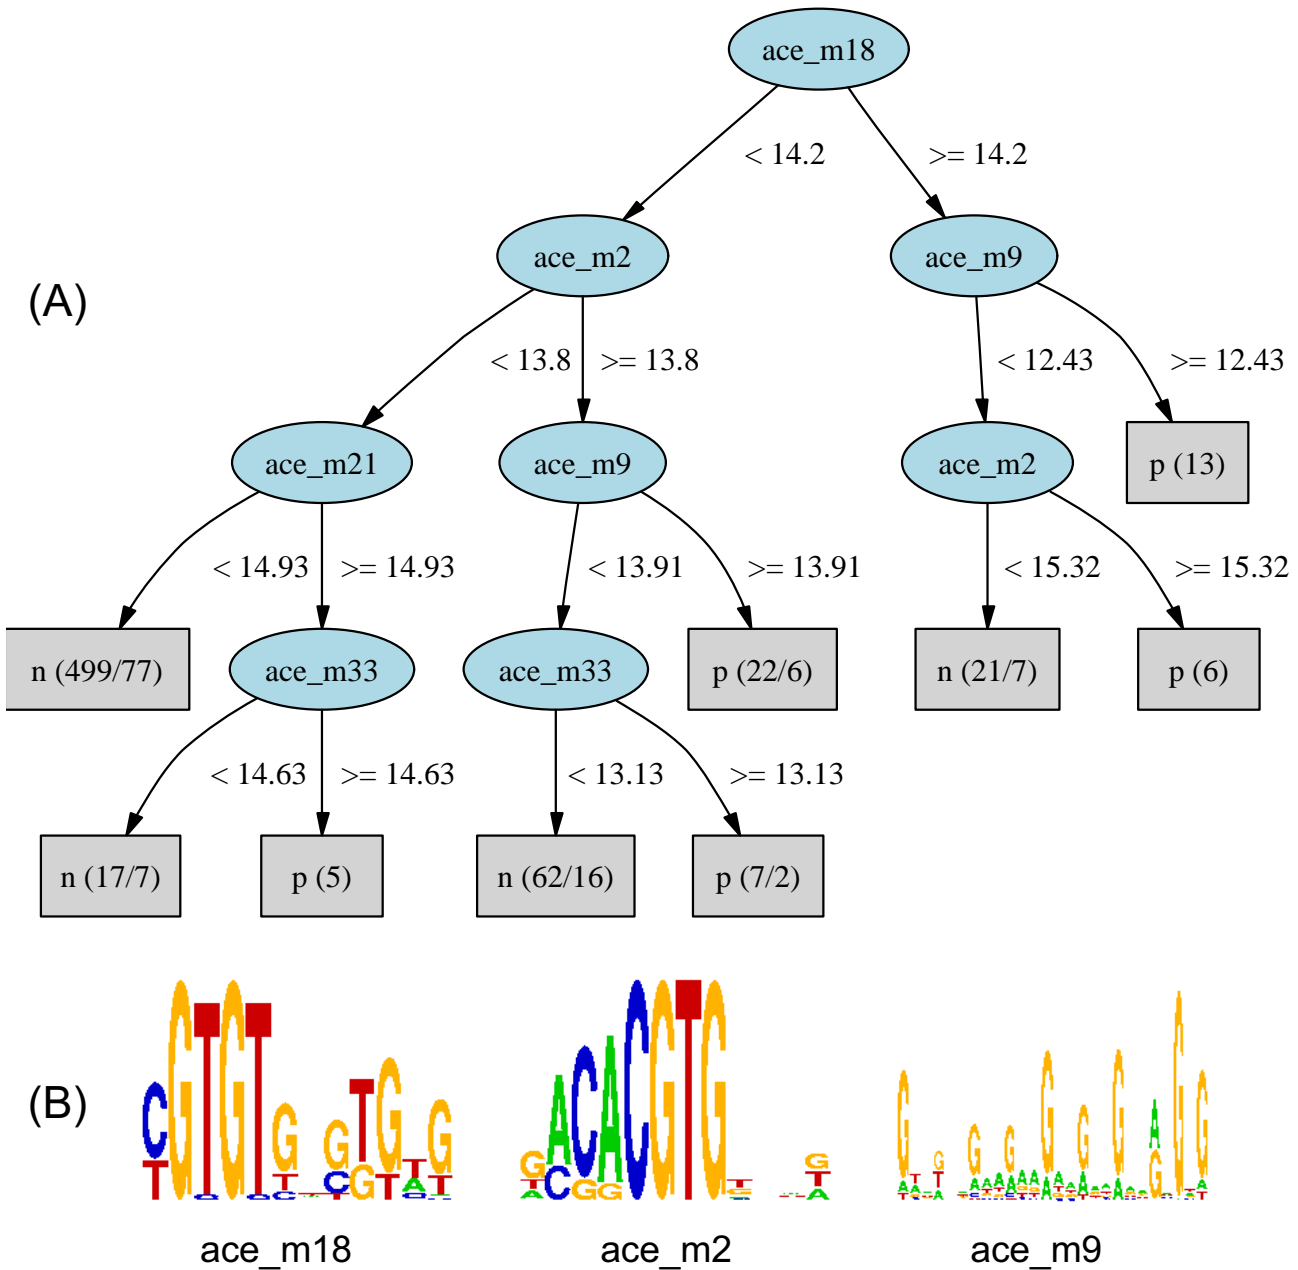 ace_m18
< 14.2 >= 14.2
ace_m2 ace_m9
(A)
< 13.8 >= 13.8 < 12.43 >= 12.43
ace_m21 ace_m9 ace_m2 p (13)
< 14.93 >= 14.93 < 13.91 >= 13.91 < 15.32 >= 15.32
n (499/77) ace_m33 ace_m33 p (22/6) n (21/7) p (6)
< 14.63 >= 14.63 < 13.13 >= 13.13
n (17/7) p (5) n (62/16) p (7/2)
(B)
ace_m18 ace_m2 ace_m9